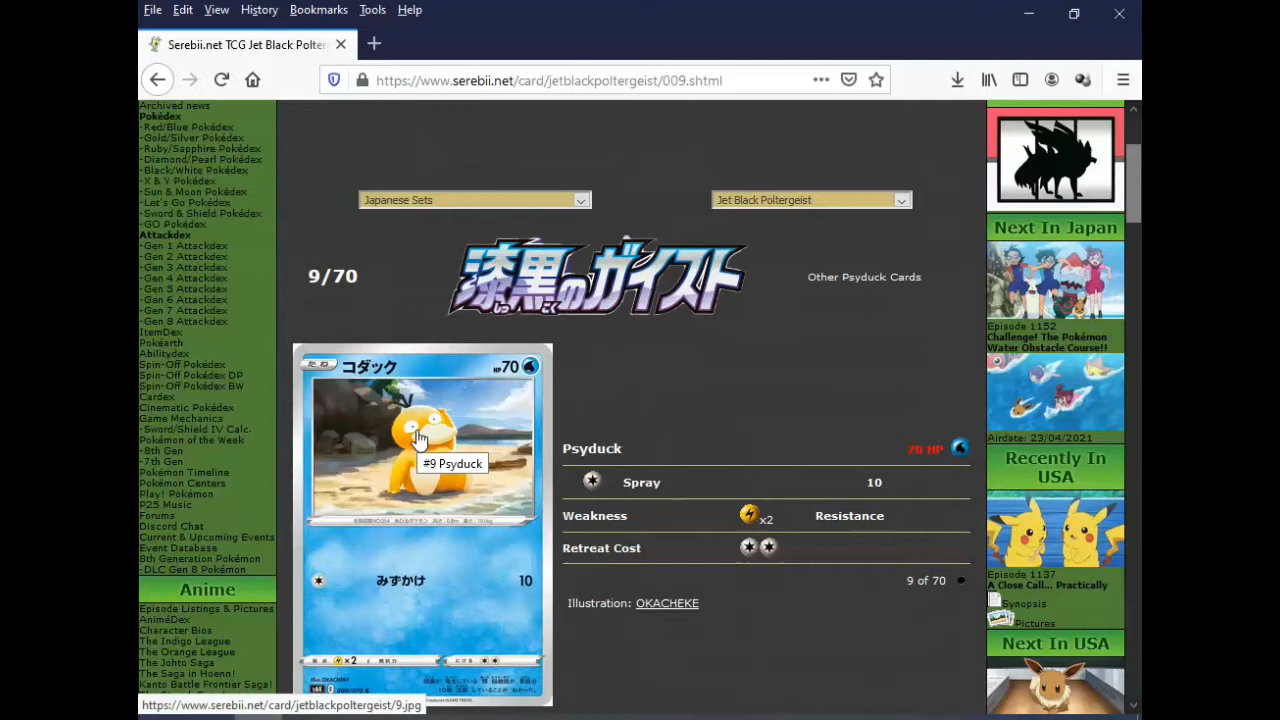 File Edit View History Bookmarks Tools Help
Serebii.net TCG Jet Black Polter
https://www.serebii.net/card/jetblackpoltergeist/009.shtml
Archived news
Pokédex
-Red/Blue Pokédex
-Gold/Silver Pokédex
-Ruby/Sapphire Pokédex
-Diamond/Pearl Pokédex
-Black/White Pokédex
-X & Y Pokédex
-Sun & Moon Pokédex
-Let's Go Pokédex
-Sword & Shield Pokédex
-GO Pokédex
Attackdex
-Gen 1 Attackdex
-Gen 2 Attackdex
-Gen 3 Attackdex
-Gen 4 Attackdex
-Gen 5 Attackdex
-Gen 6 Attackdex
-Gen 7 Attackdex
-Gen 8 Attackdex
ItemDex
Pokéarth
Abilitydex
Spin-Off Pokédex
Spin-Off Pokédex DP
Spin-Off Pokédex BW
Cardex
Cinematic Pokédex
Game Mechanics
-Sword/Shield IV Calc.
Pokémon of the Week
-8th Gen
-7th Gen
Pokémon Timeline
Pokémon Centers
Play! Pokémon
P25 Music
Forums
Discord Chat
Current & Upcoming Events
Event Database
8th Generation Pokémon
-DLC Gen 8 Pokémon
Anime
Episode Listings & Pictures
AniméDex
Character Bios
The Indigo League
The Orange League
The Johto Saga
The Saga in Hoenn!
Kanto Battle Frontier Saga!
https://www.serebii.net/card/jetblackpoltergeist/9.jpg
Japanese Sets
Jet Black Poltergeist
9/70
漆黒のガイスト
しっこく
Other Psyduck Cards
たね
コダック
HP70
#9 Psyduck
みずかけ 10
×2
Illus. OKACHEKE
009/070 C
Psyduck 70 HP
Spray 10
Weakness x2 Resistance
Retreat Cost
9 of 70
Illustration: OKACHEKE
Next In Japan
Episode 1152
Challenge! The Pokémon
Water Obstacle Course!!
Airdate: 23/04/2021
Recently In
USA
Episode 1137
A Close Call... Practically
Synopsis
Pictures
Next In USA